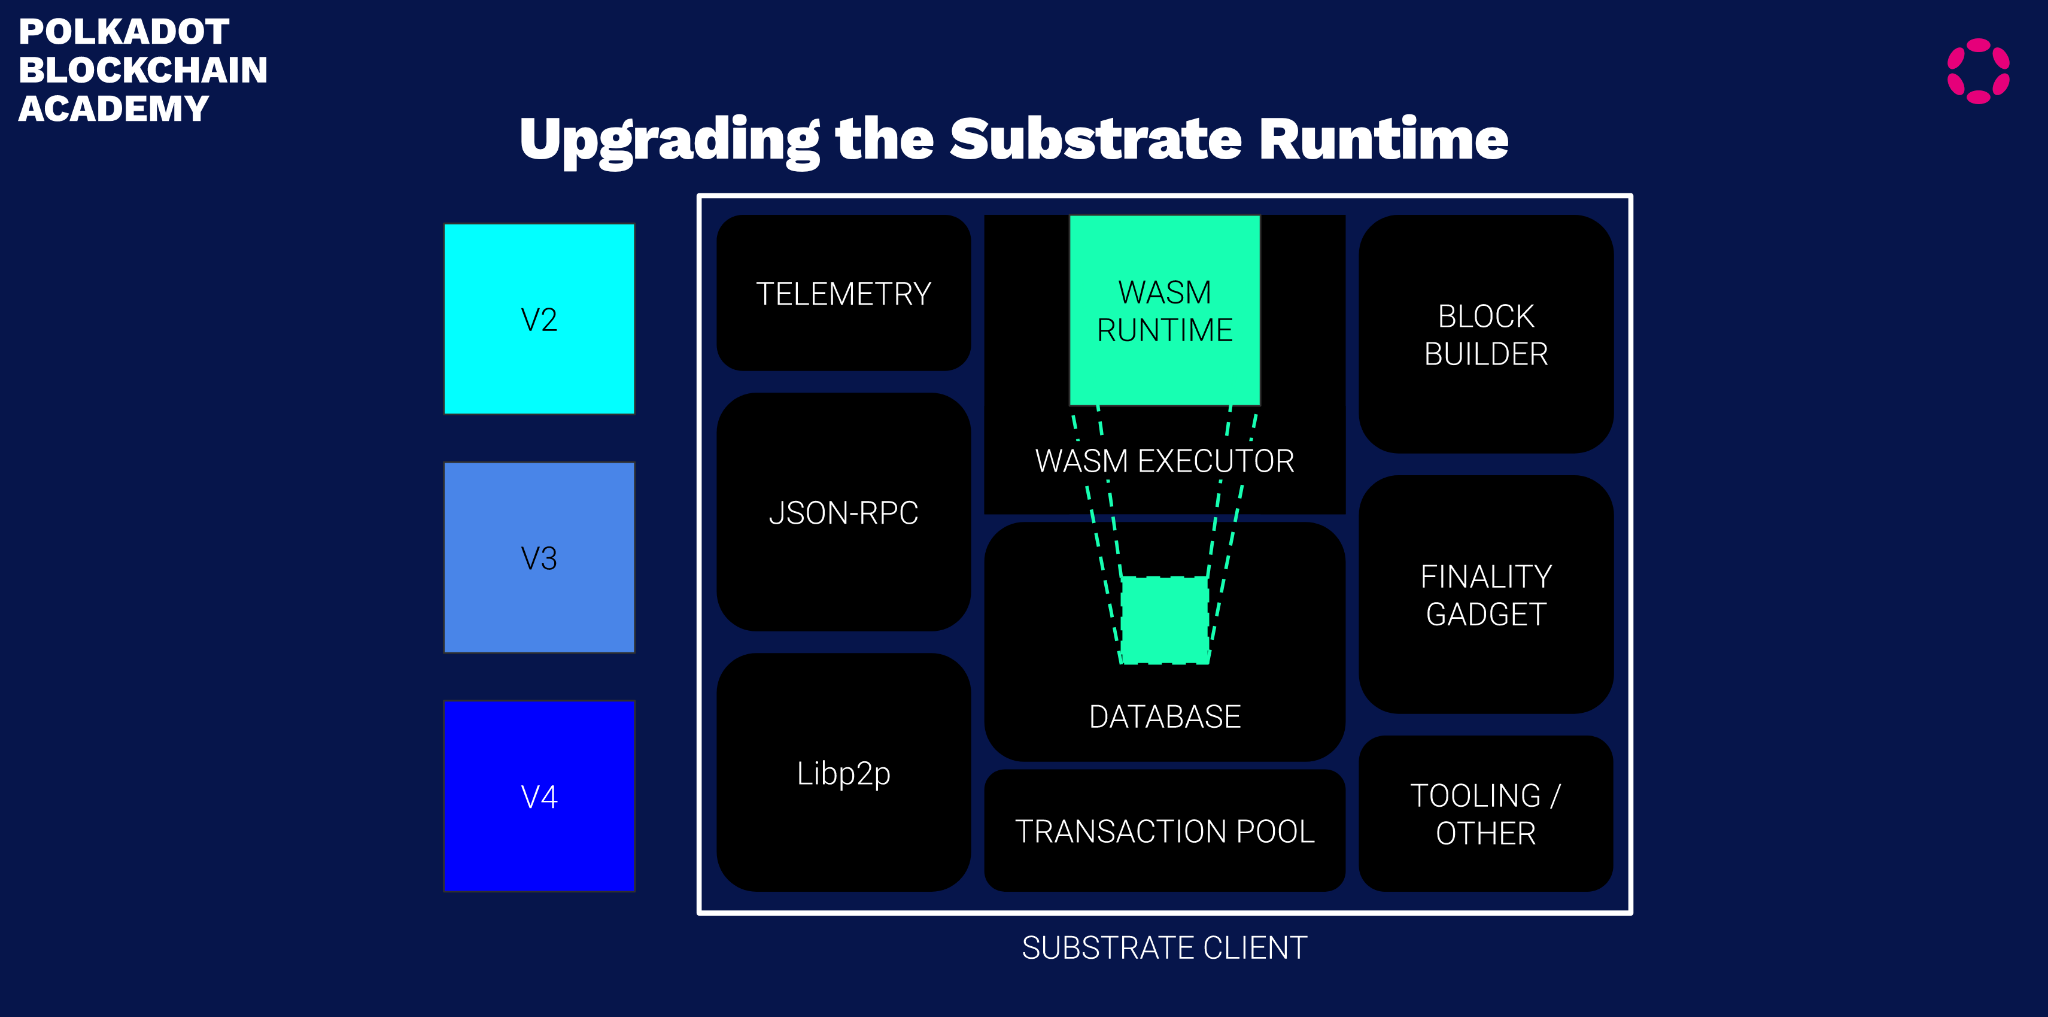 POLKADOT
BLOCKCHAIN
ACADEMY
Upgrading the Substrate Runtime
V2
V3
V4
TELEMETRY
JSON-RPC
Libp2p
WASM
RUNTIME
WASM EXECUTOR
DATABASE
TRANSACTION POOL
BLOCK
BUILDER
FINALITY
GADGET
TOOLING /
OTHER
SUBSTRATE CLIENT